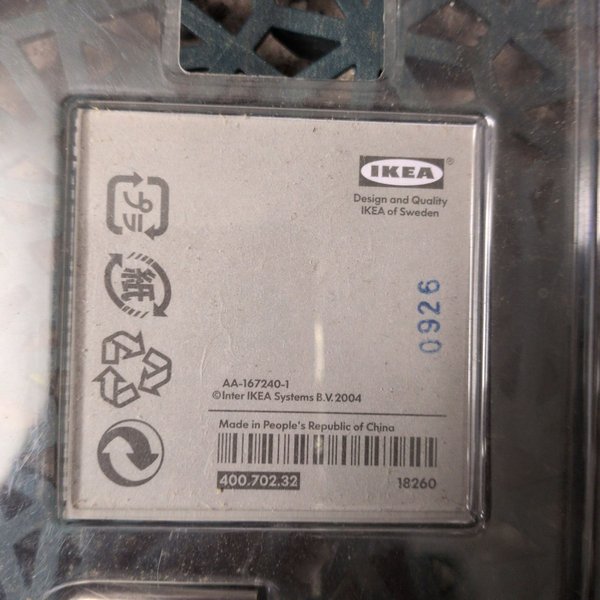 IKEA®
Design and Quality
IKEA of Sweden
プラ
紙
0926
AA-167240-1
©Inter IKEA Systems B.V. 2004
Made in People's Republic of China
400.702.32
18260